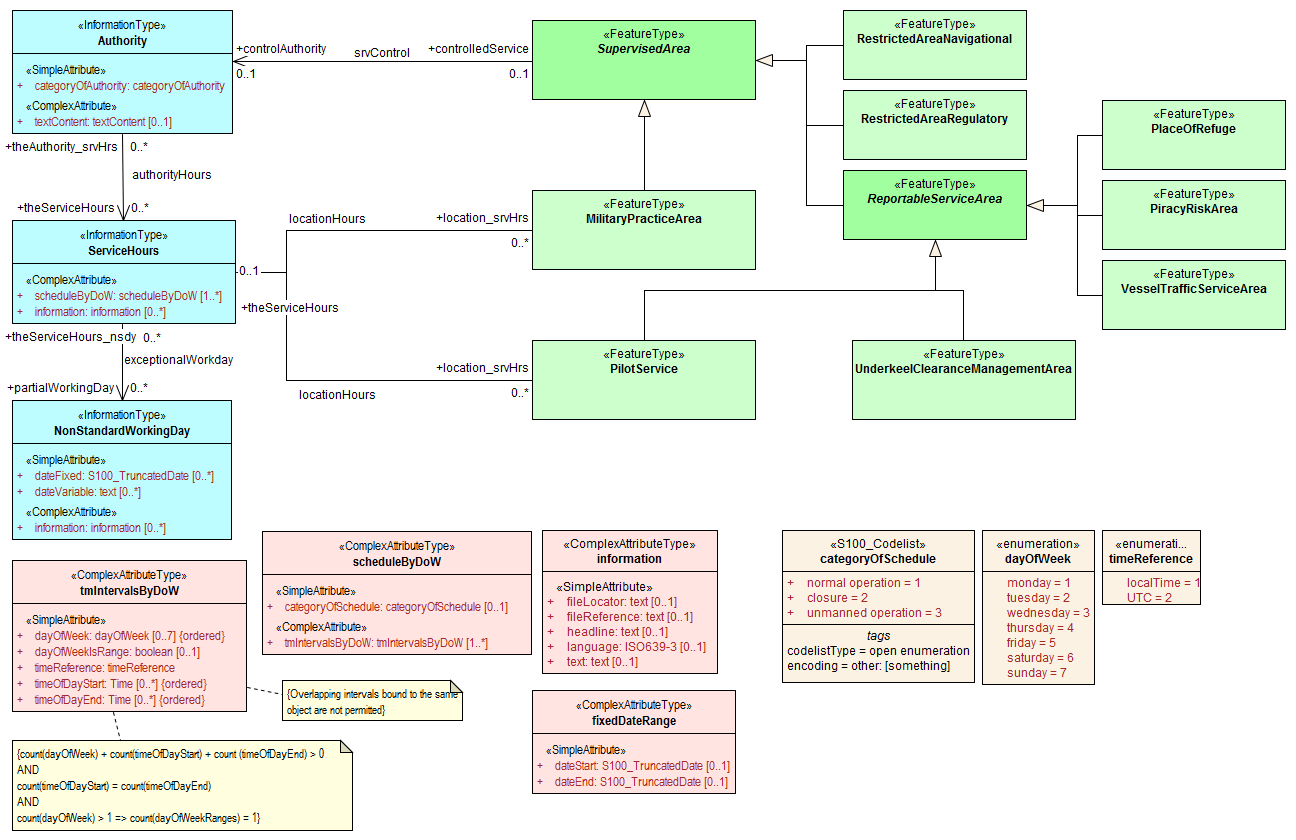 «InformationType»
Authority
«SimpleAttribute»
+ categoryOfAuthority: categoryOfAuthority
«ComplexAttribute»
+ textContent: textContent [0..1]
+controlAuthority
srvControl
+controlledService
0..1
0..1
«FeatureType»
SupervisedArea
«FeatureType»
RestrictedAreaNavigational
«FeatureType»
RestrictedAreaRegulatory
«FeatureType»
ReportableServiceArea
«FeatureType»
PlaceOfRefuge
«FeatureType»
PiracyRiskArea
«FeatureType»
VesselTrafficServiceArea
+theAuthority_srvHrs
0..*
authorityHours
+theServiceHours
0..*
«InformationType»
ServiceHours
«ComplexAttribute»
+ scheduleByDoW: scheduleByDoW [1..*]
+ information: information [0..*]
locationHours
+location_srvHrs
0..*
0..1
+theServiceHours
«FeatureType»
MilitaryPracticeArea
+location_srvHrs
0..*
locationHours
«FeatureType»
PilotService
«FeatureType»
UnderkeelClearanceManagementArea
+theServiceHours_nsdy
0..*
exceptionalWorkday
+partialWorkingDay
0..*
«InformationType»
NonStandardWorkingDay
«SimpleAttribute»
+ dateFixed: S100_TruncatedDate [0..*]
+ dateVariable: text [0..*]
«ComplexAttribute»
+ information: information [0..*]
«ComplexAttributeType»
tmIntervalsByDoW
«SimpleAttribute»
+ dayOfWeek: dayOfWeek [0..7] {ordered}
+ dayOfWeekIsRange: boolean [0..1]
+ timeReference: timeReference
+ timeOfDayStart: Time [0..*] {ordered}
+ timeOfDayEnd: Time [0..*] {ordered}
«ComplexAttributeType»
scheduleByDoW
«SimpleAttribute»
+ categoryOfSchedule: categoryOfSchedule [0..1]
«ComplexAttribute»
+ tmIntervalsByDoW: tmIntervalsByDoW [1..*]
«ComplexAttributeType»
information
«SimpleAttribute»
+ fileLocator: text [0..1]
+ fileReference: text [0..1]
+ headline: text [0..1]
+ language: ISO639-3 [0..1]
+ text: text [0..1]
«S100_Codelist»
categoryOfSchedule
+ normal operation = 1
+ closure = 2
+ unmanned operation = 3
tags
codelistType = open enumeration
encoding = other: [something]
«enumeration»
dayOfWeek
monday = 1
tuesday = 2
wednesday = 3
thursday = 4
friday = 5
saturday = 6
sunday = 7
«enumerati...
timeReference
localTime = 1
UTC = 2
{Overlapping intervals bound to the same
object are not permitted}
«ComplexAttributeType»
fixedDateRange
«SimpleAttribute»
+ dateStart: S100_TruncatedDate [0..1]
+ dateEnd: S100_TruncatedDate [0..1]
{count(dayOfWeek) + count(timeOfDayStart) + count (timeOfDayEnd) > 0
AND
count(timeOfDayStart) = count(timeOfDayEnd)
AND
count(dayOfWeek) > 1 => count(dayOfWeekRanges) = 1}